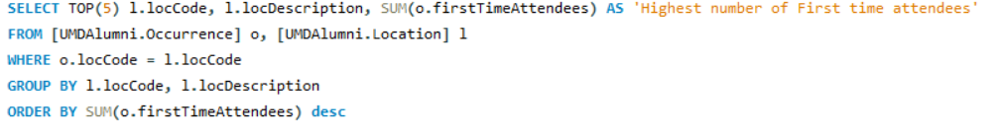 SELECT TOP(5) l.locCode, l.locDescription, SUM(o.firstTimeAttendees) AS 'Highest number of First time attendees'
FROM [UMDAlumni.Occurrence] o, [UMDAlumni.Location] l
WHERE o.locCode = l.locCode
GROUP BY l.locCode, l.locDescription
ORDER BY SUM(o.firstTimeAttendees) desc